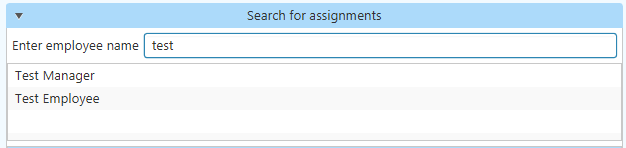 Search for assignments
Enter employee name test
Test Manager
Test Employee